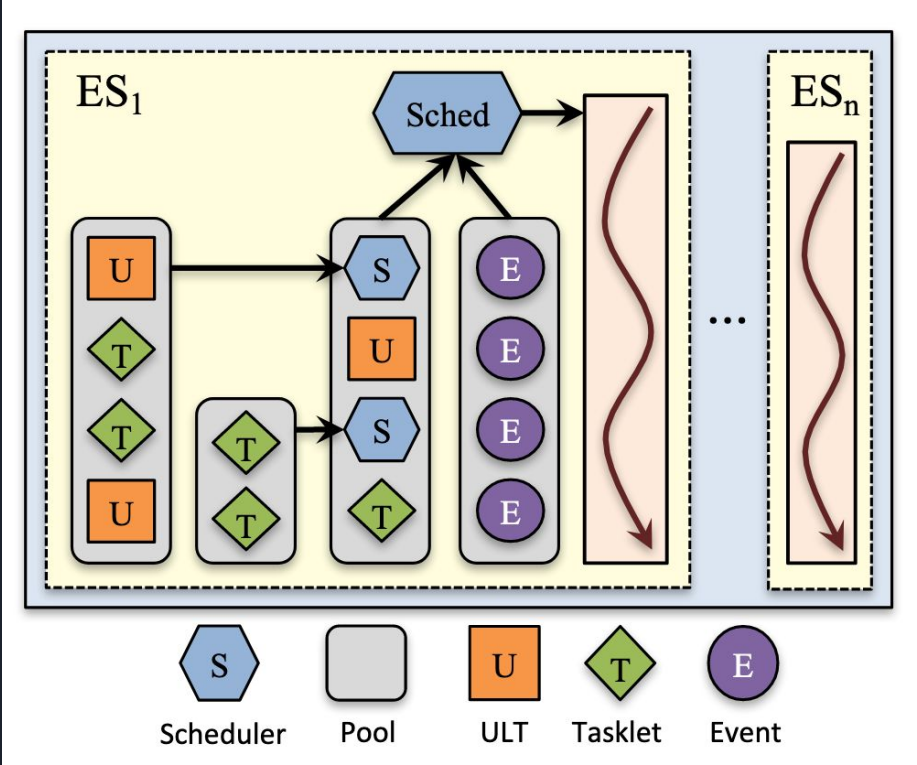 ES1
ESn
Sched
U
S
E
T
U
E
T
T
S
E
U
T
T
E
...
S
U
T
E
Scheduler
Pool
ULT
Tasklet
Event